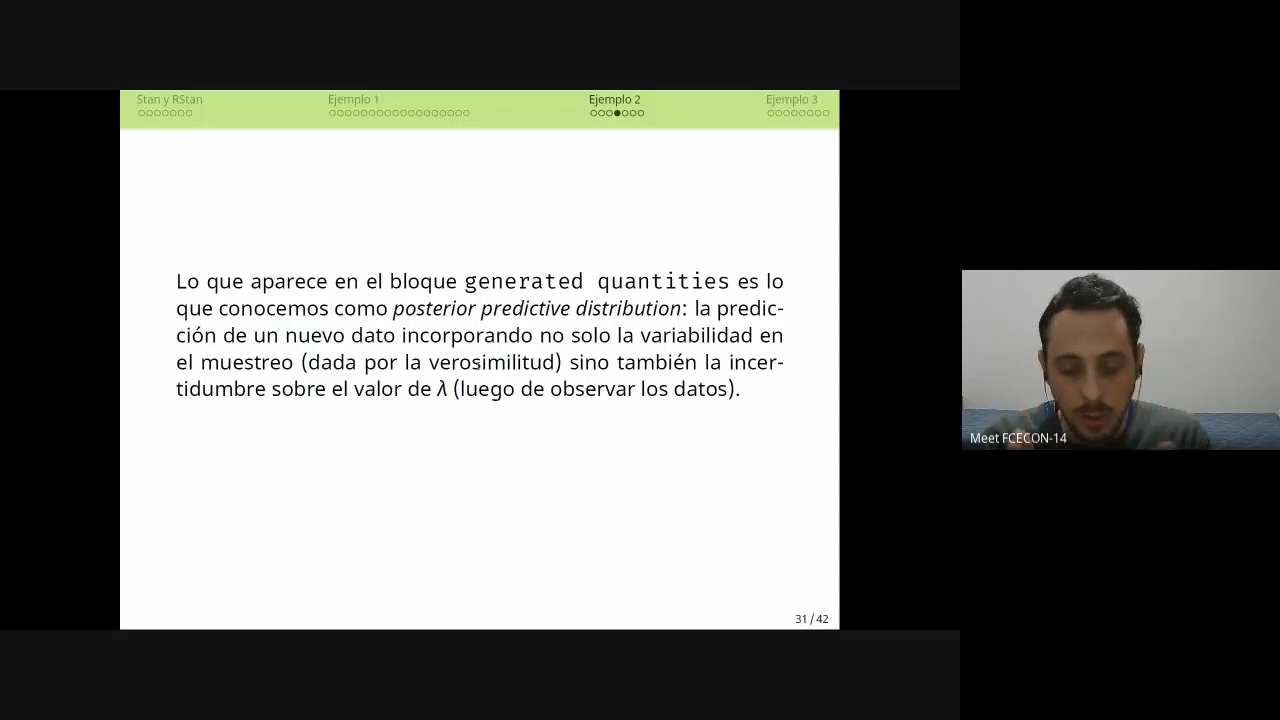 Stan y RStan
Ejemplo 1
Ejemplo 2
Ejemplo 3
Lo que aparece en el bloque generated quantities es lo
que conocemos como posterior predictive distribution: la predic-
ción de un nuevo dato incorporando no solo la variabilidad en
el muestreo (dada por la verosimilitud) sino también la incer-
tidumbre sobre el valor de λ (luego de observar los datos).
31 / 42
Meet FCECON-14